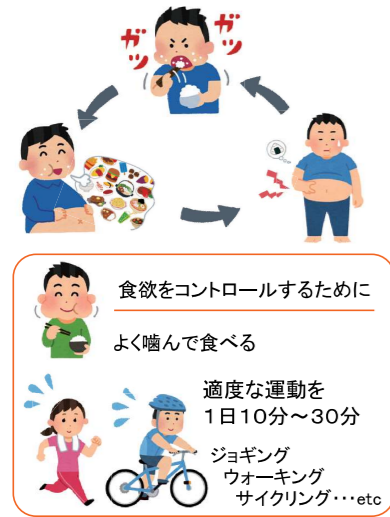 ガツ
ガツ
食欲をコントロールするために
よく噛んで食べる
適度な運動を
1日10分~30分
ジョギング
ウォーキング
サイクリング・・・etc